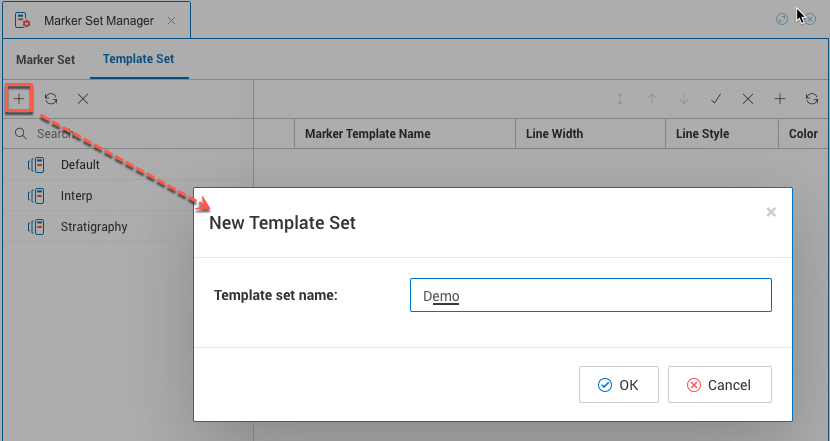 Marker Set Manager
Marker Set Template Set
Search
Marker Template Name Line Width Line Style Color
Default
Interp
Stratigraphy
New Template Set
Template set name: Demo
OK Cancel